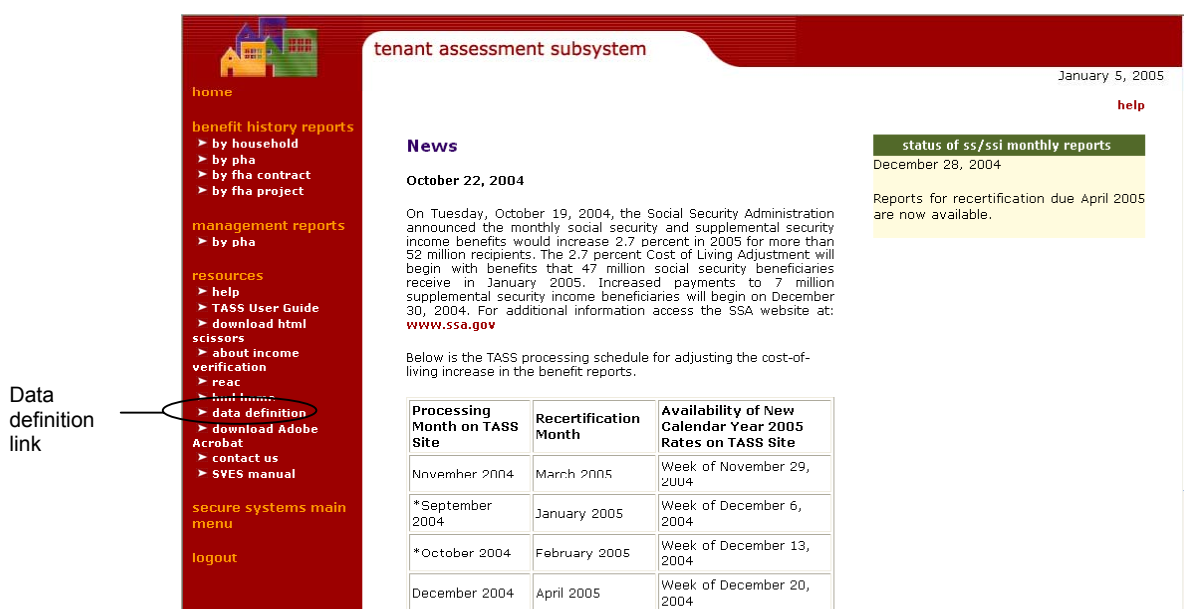 tenant assessment subsystem
January 5, 2005
help
home
benefit history reports
➤ by household
➤ by pha
➤ by fha contract
➤ by fha project
management reports
➤ by pha
resources
➤ help
➤ TASS User Guide
➤ download html
scissors
➤ about income
verification
➤ reac
➤ hud home
➤ data definition
➤ download Adobe
Acrobat
➤ contact us
➤ SVES manual
secure systems main
menu
logout
Data
definition
link
News
October 22, 2004
On Tuesday, October 19, 2004, the Social Security Administration
announced the monthly social security and supplemental security
income benefits would increase 2.7 percent in 2005 for more than
52 million recipients. The 2.7 percent Cost of Living Adjustment will
begin with benefits that 47 million social security beneficiaries
receive in January 2005. Increased payments to 7 million
supplemental security income beneficiaries will begin on December
30, 2004. For additional information access the SSA website at:
www.ssa.gov
Below is the TASS processing schedule for adjusting the cost-of-
living increase in the benefit reports.
Processing
Month on TASS
Site
Recertification
Month
Availability of New
Calendar Year 2005
Rates on TASS Site
November 2004
March 2005
Week of November 29,
2004
*September
2004
January 2005
Week of December 6,
2004
*October 2004
February 2005
Week of December 13,
2004
December 2004
April 2005
Week of December 20,
2004
status of ss/ssi monthly reports
December 28, 2004
Reports for recertification due April 2005
are now available.